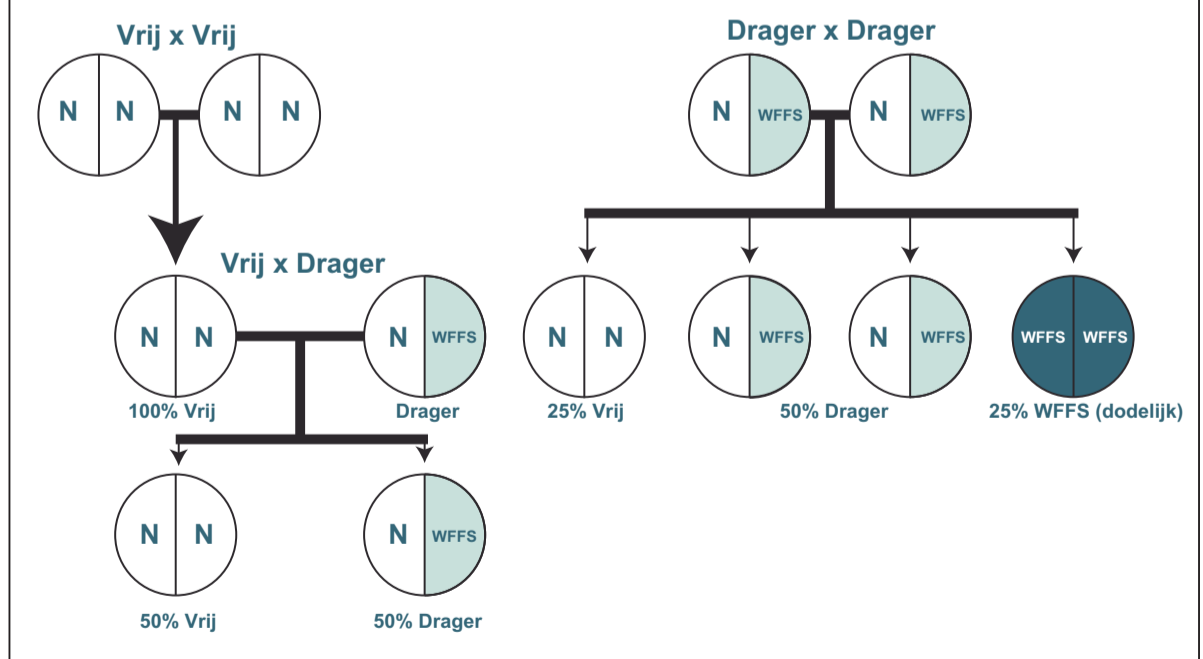 Vrij x Vrij
N N N N
Vrij x Drager
N N N WFFS
100% Vrij Drager
N N N WFFS
50% Vrij 50% Drager
Drager x Drager
N WFFS N WFFS
N N N WFFS N WFFS WFFS WFFS
25% Vrij 50% Drager 25% WFFS (dodelijk)